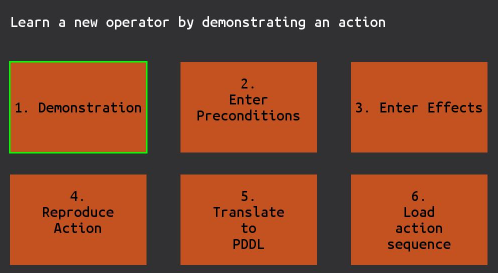 Learn a new operator by demonstrating an action
1. Demonstration
2.
Enter
Preconditions
3. Enter Effects
4.
Reproduce
Action
5.
Translate
to
PDDL
6.
Load
action
sequence